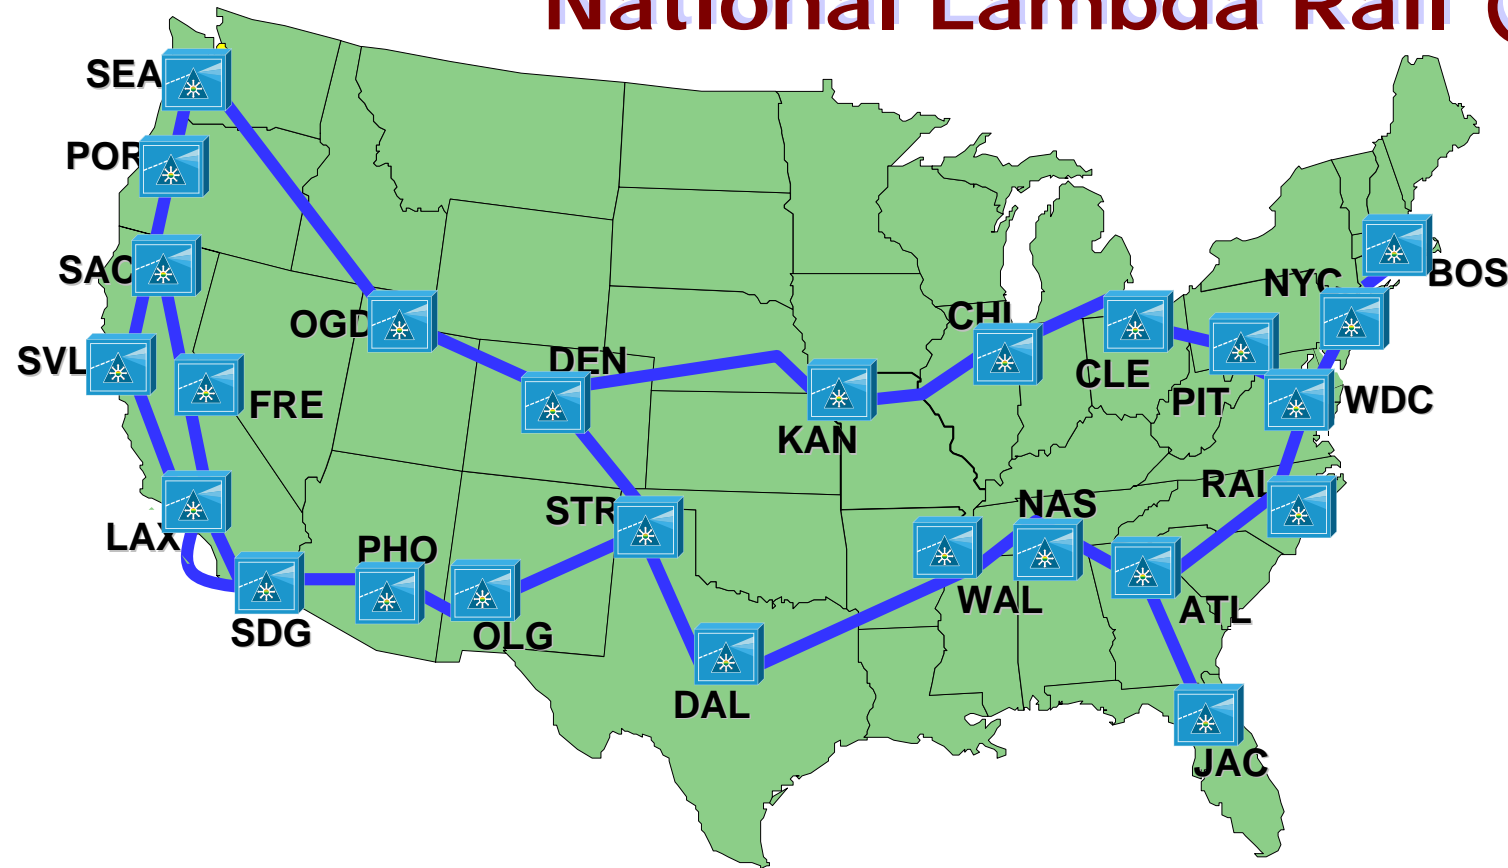 National Lambda Rail
SEA
POR
SAC
SVL
FRE
LAX
SDG
PHO
OLG
OGD
DEN
STR
DAL
KAN
CHI
CLE
PIT
NYC
BOS
WDC
RAL
NAS
WAL
ATL
JAC